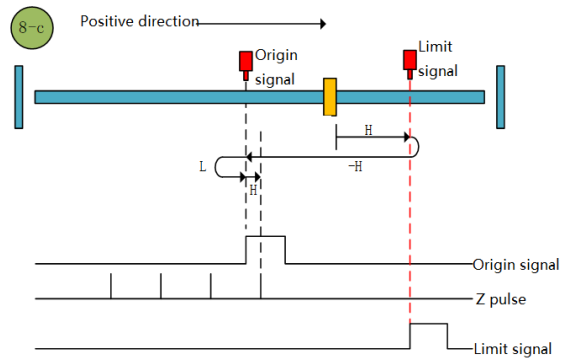 8-c
Positive direction
Origin
signal
Limit
signal
H
-H
L
H
Origin signal
Z pulse
Limit signal